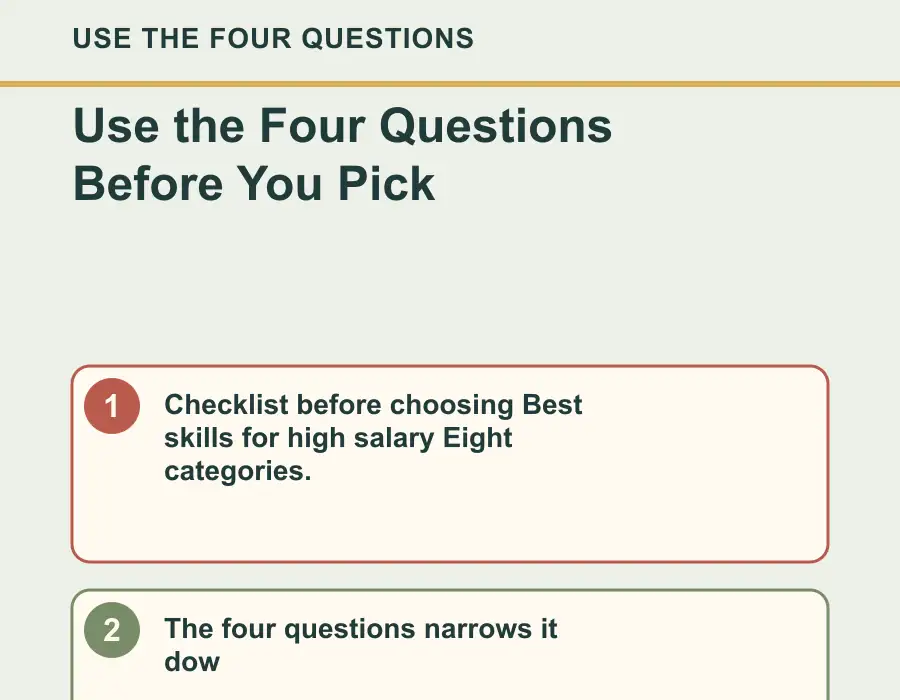 USE THE FOUR QUESTIONS
Use the Four Questions
Before You Pick
1
Checklist before choosing Best
skills for high salary Eight
categories.
2
The four questions narrows it
dow